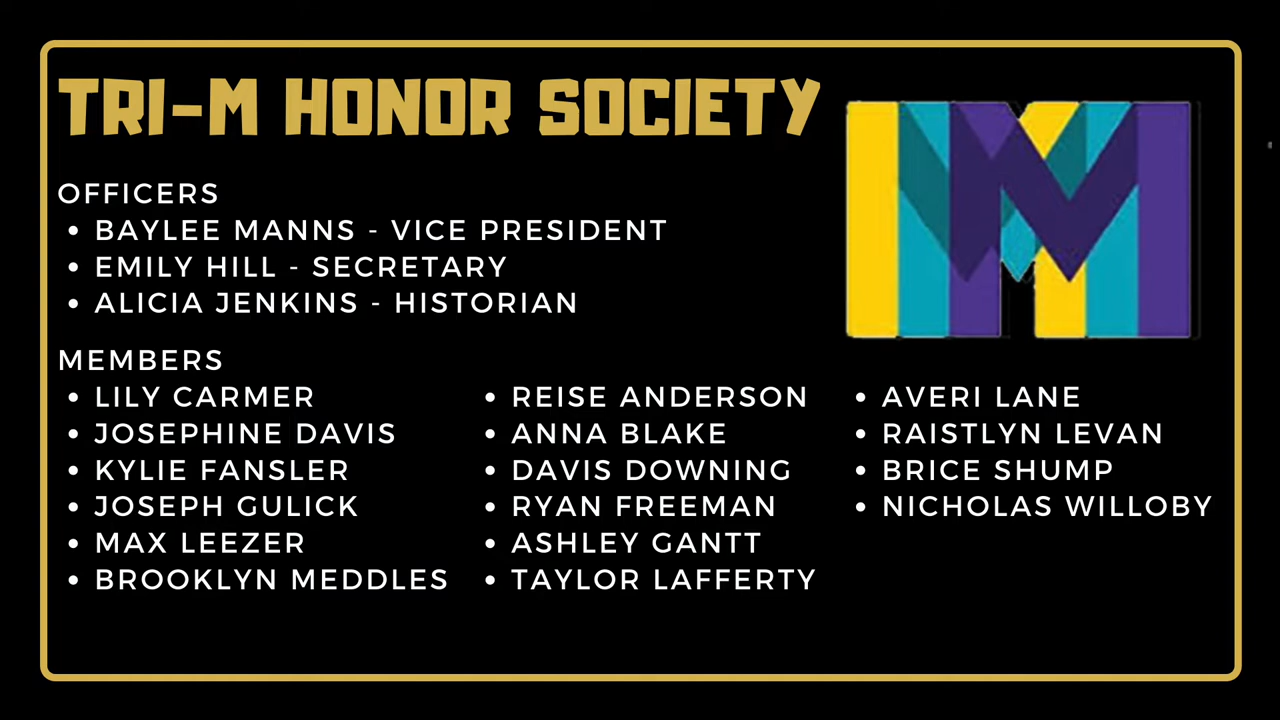 TRI-M HONOR SOCIETY
OFFICERS
• BAYLEE MANNS - VICE PRESIDENT
• EMILY HILL - SECRETARY
• ALICIA JENKINS - HISTORIAN
MEMBERS
• LILY CARMER
• JOSEPHINE DAVIS
• KYLIE FANSLER
• JOSEPH GULICK
• MAX LEEZER
• BROOKLYN MEDDLES
• REISE ANDERSON
• ANNA BLAKE
• DAVIS DOWNING
• RYAN FREEMAN
• ASHLEY GANTT
• TAYLOR LAFFERTY
• AVERI LANE
• RAISTLYN LEVAN
• BRICE SHUMP
• NICHOLAS WILLOBY